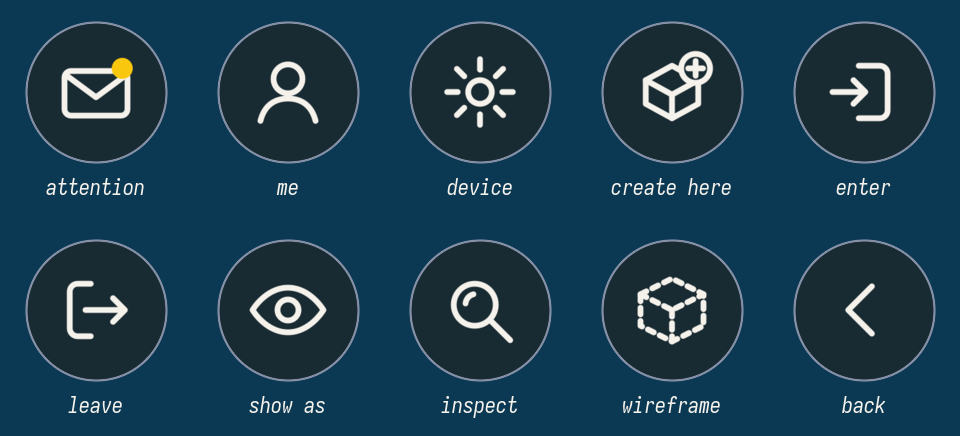 attention
me
device
create here
enter
leave
show as
inspect
wireframe
back